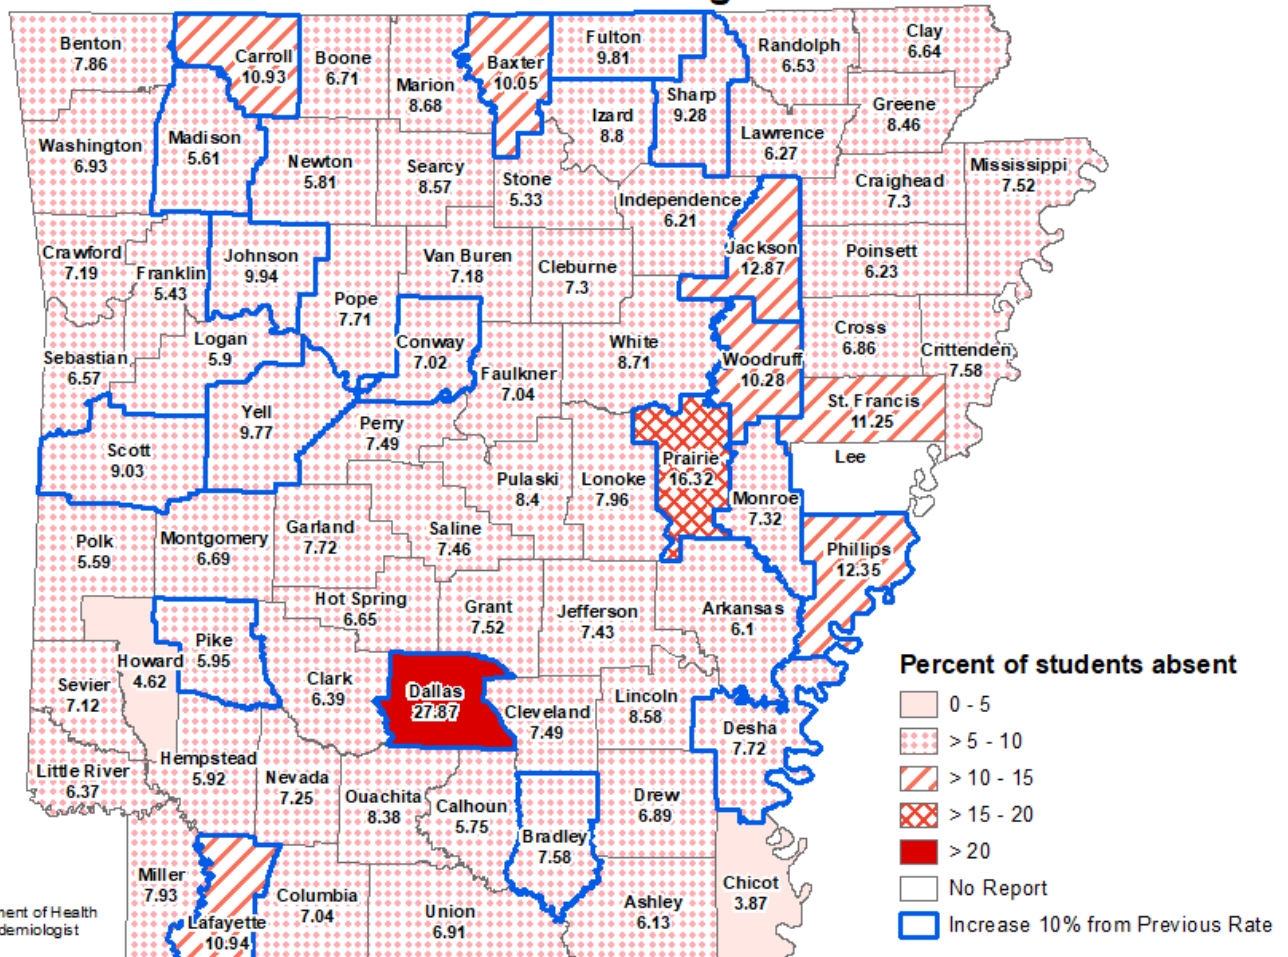 Benton
7.86
Carroll
10.93
Boone
6.71
Marion
8.68
Baxter
10.05
Fulton
9.81
Sharp
9.28
Izard
8.8
Randolph
6.53
Clay
6.64
Greene
8.46
Lawrence
6.27
Washington
6.93
Madison
5.61
Newton
5.81
Searcy
8.57
Stone
5.33
Independence
6.21
Craighead
7.3
Mississippi
7.52
Crawford
7.19
Franklin
5.43
Johnson
9.94
Pope
7.71
Van Buren
7.18
Cleburne
7.3
Jackson
12.87
Poinsett
6.23
Sebastian
6.57
Logan
5.9
Conway
7.02
Faulkner
7.04
White
8.71
Woodruff
10.28
Cross
6.86
Crittenden
7.58
St. Francis
11.25
Scott
9.03
Yell
9.77
Perry
7.49
Pulaski
8.4
Lonoke
7.96
Prairie
16.32
Monroe
7.32
Lee
Phillips
12.35
Polk
5.59
Montgomery
6.69
Garland
7.72
Saline
7.46
Hot Spring
6.65
Grant
7.52
Jefferson
7.43
Arkansas
6.1
Sevier
7.12
Howard
4.62
Pike
5.95
Clark
6.39
Dallas
27.87
Cleveland
7.49
Lincoln
8.58
Desha
7.72
Little River
6.37
Hempstead
5.92
Nevada
7.25
Ouachita
8.38
Calhoun
5.75
Bradley
7.58
Drew
6.89
Miller
7.93
Lafayette
10.94
Columbia
7.04
Union
6.91
Ashley
6.13
Chicot
3.87
Percent of students absent
0 - 5
> 5 - 10
> 10 - 15
> 15 - 20
> 20
No Report
Increase 10% from Previous Rate
of Health